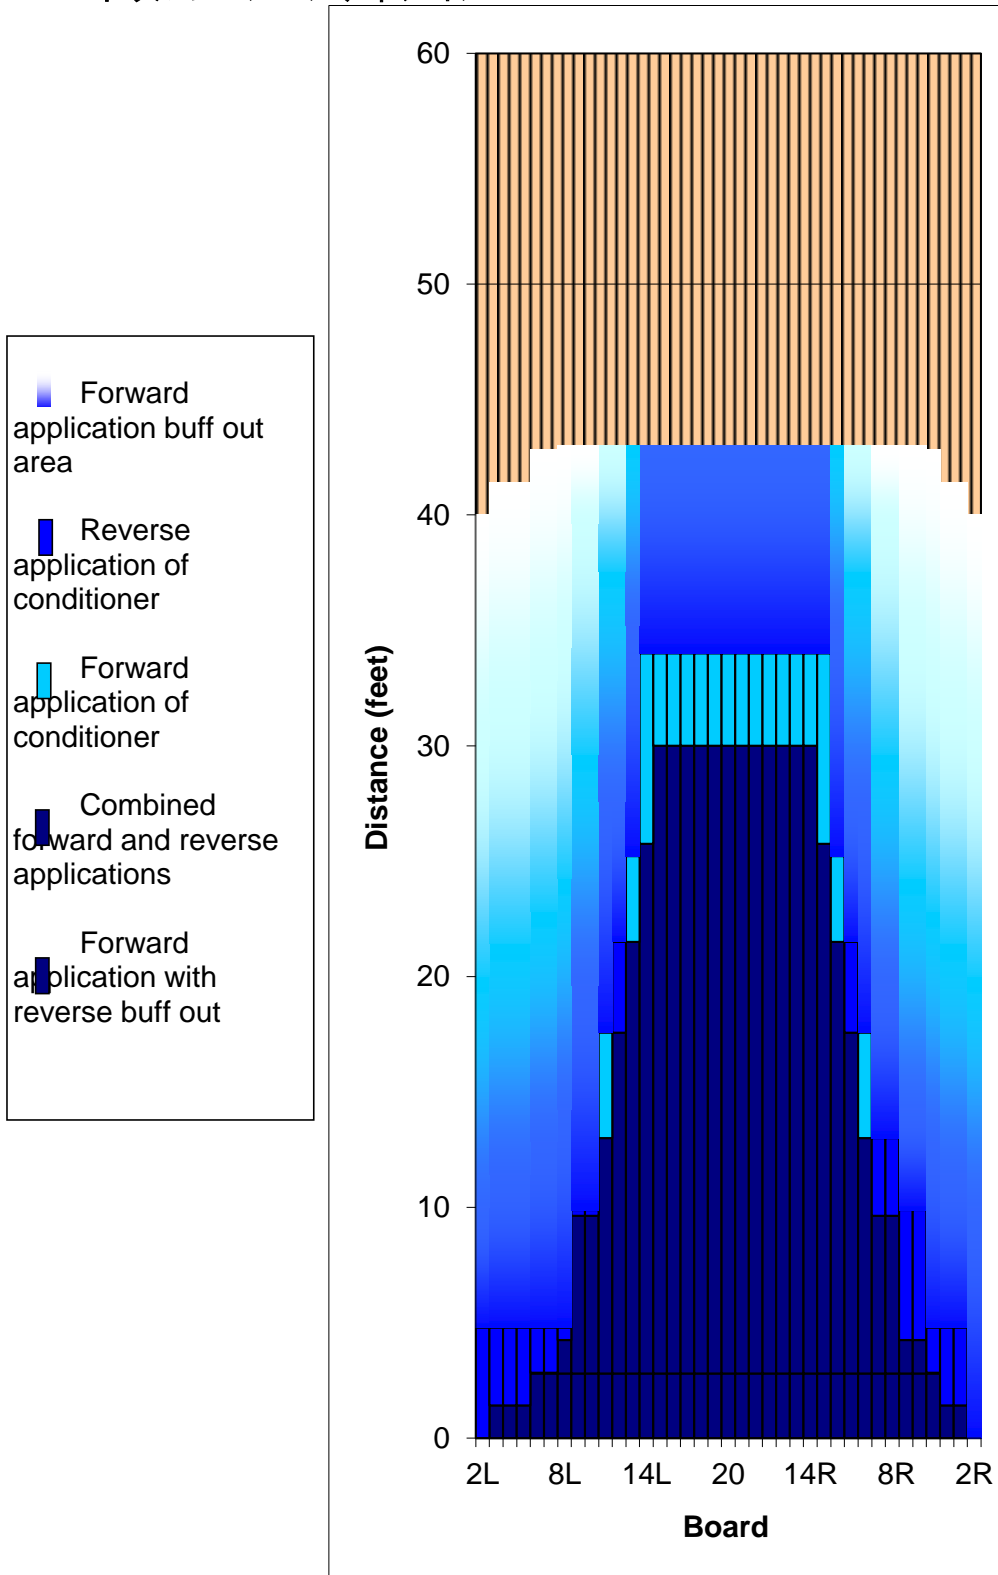 Forward
application buff out
area
Reverse
application of
conditioner
Forward
application of
conditioner
Combined
forward and reverse
applications
Forward
application with
reverse buff out
60
50
40
30
20
10
0
Distance (feet)
2L 8L 14L 20 14R 8R 2R
Board